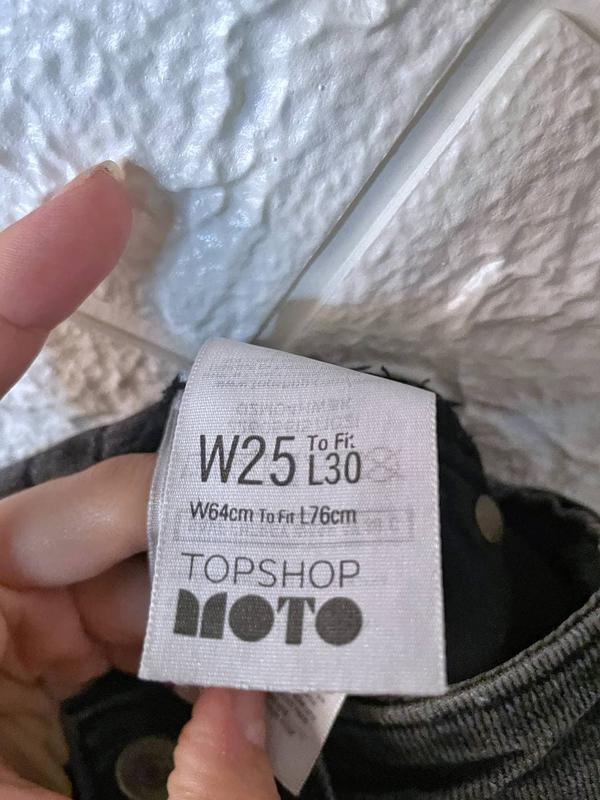 W25 To Fit L30
W64cm To Fit L76cm
TOPSHOP
MOTO